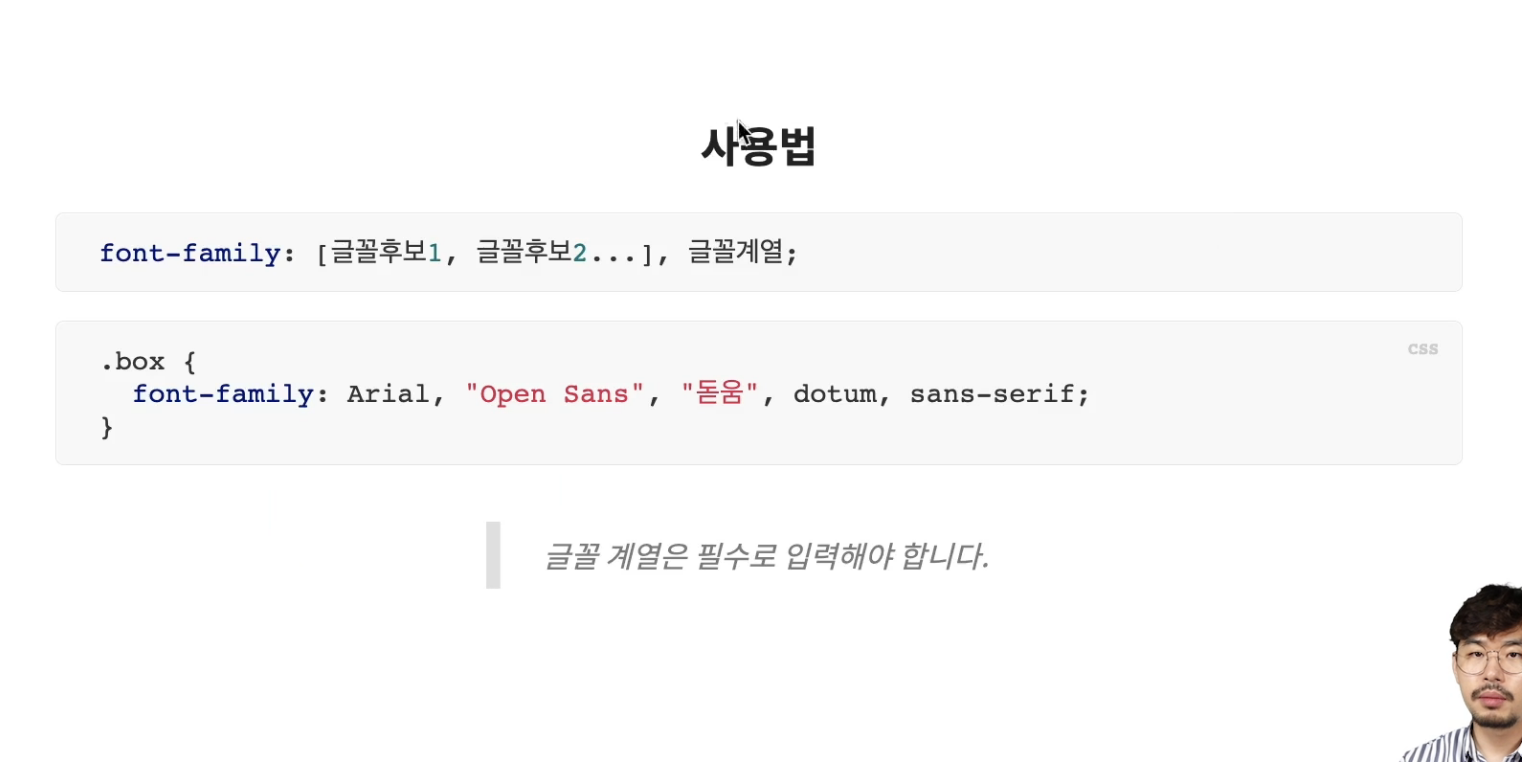 사용법
font-family: [글꼴후보1, 글꼴후보2...], 글꼴계열;
css
.box {
  font-family: Arial, "Open Sans", "돋움", dotum, sans-serif;
}
글꼴 계열은 필수로 입력해야 합니다.